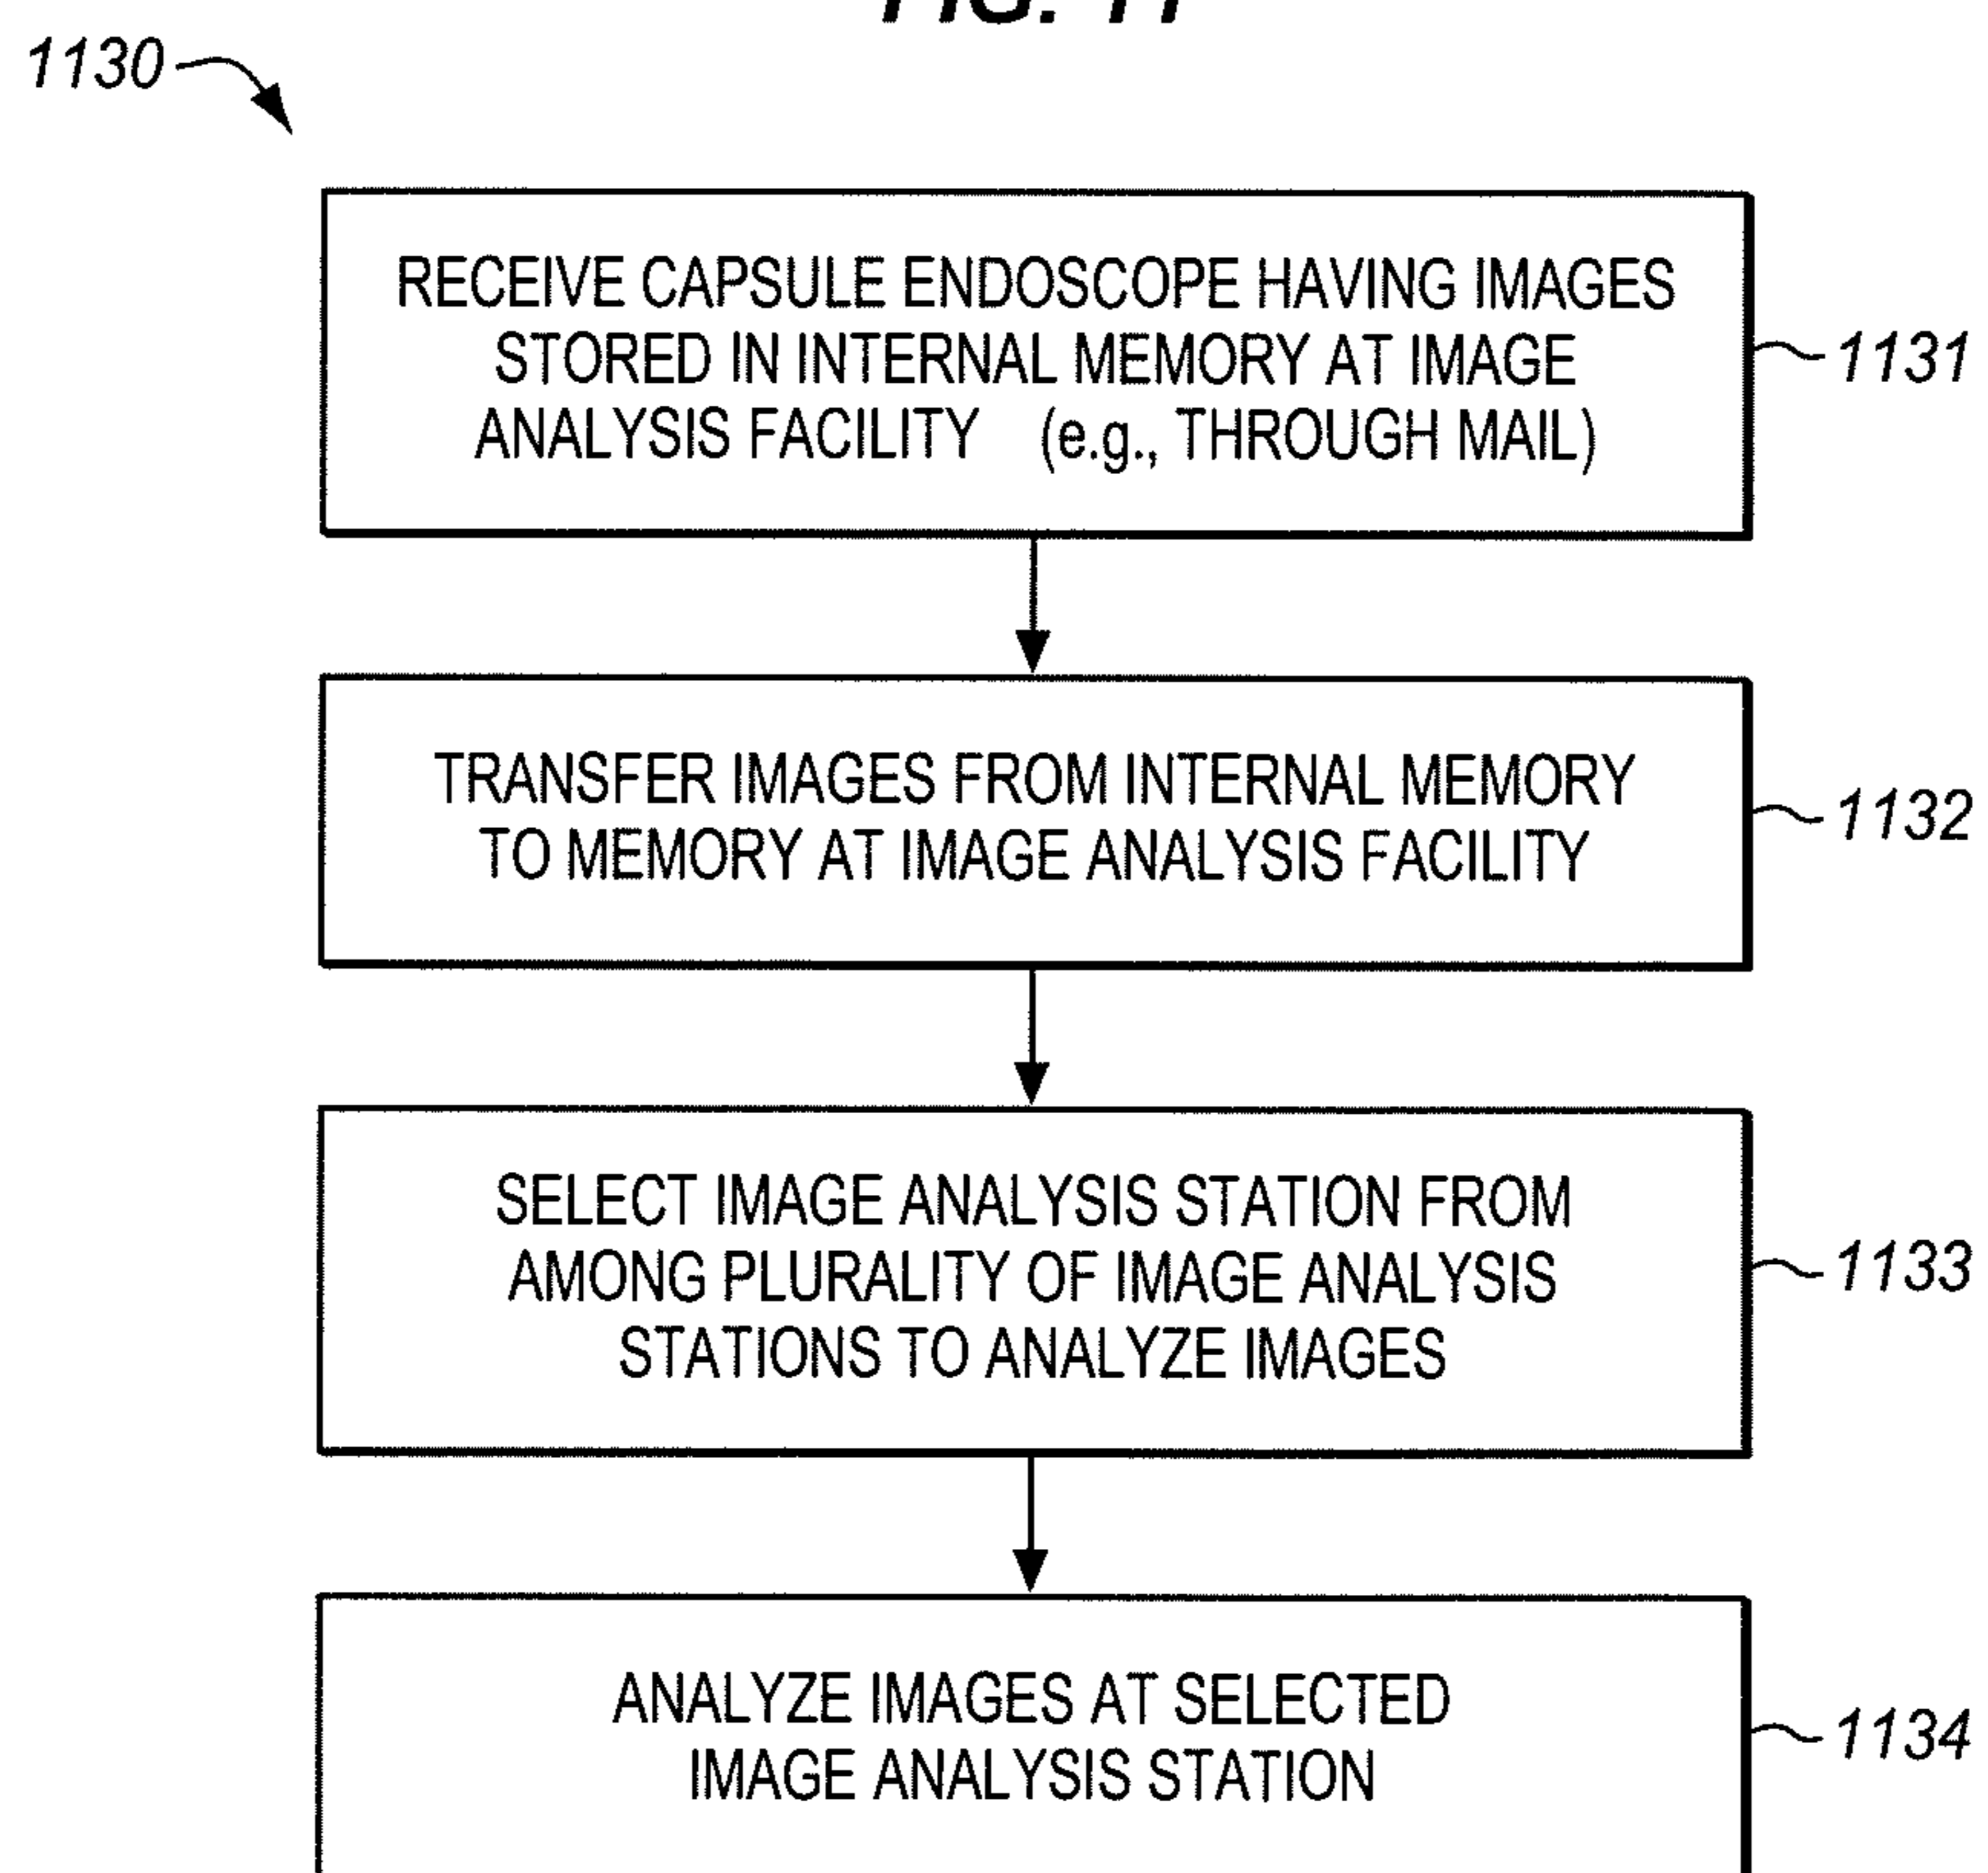 FIG. 11
1130
RECEIVE CAPSULE ENDOSCOPE HAVING IMAGES
STORED IN INTERNAL MEMORY AT IMAGE
ANALYSIS FACILITY (e.g., THROUGH MAIL)
1131
TRANSFER IMAGES FROM INTERNAL MEMORY
TO MEMORY AT IMAGE ANALYSIS FACILITY
1132
SELECT IMAGE ANALYSIS STATION FROM
AMONG PLURALITY OF IMAGE ANALYSIS
STATIONS TO ANALYZE IMAGES
1133
ANALYZE IMAGES AT SELECTED
IMAGE ANALYSIS STATION
1134